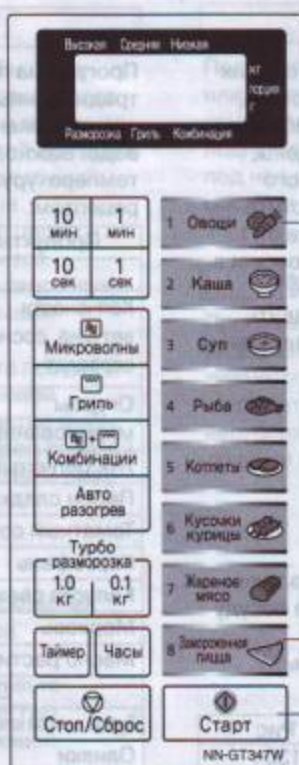 Высокая Средняя Низкая
кг
порция
г
Разморозка Гриль Комбинация
10 мин
1 мин
10 сек
1 сек
Микроволны
Гриль
Комбинации
Авто
разогрев
Турбо
разморозка
1.0 кг
0.1 кг
Таймер
Часы
Стоп/Сброс
1 Овощи
2 Каша
3 Суп
4 Рыба
5 Котлеты
6 Кусочки
курицы
7 Жареное
мясо
8 Замороженная
пицца
Старт
NN-GT347W